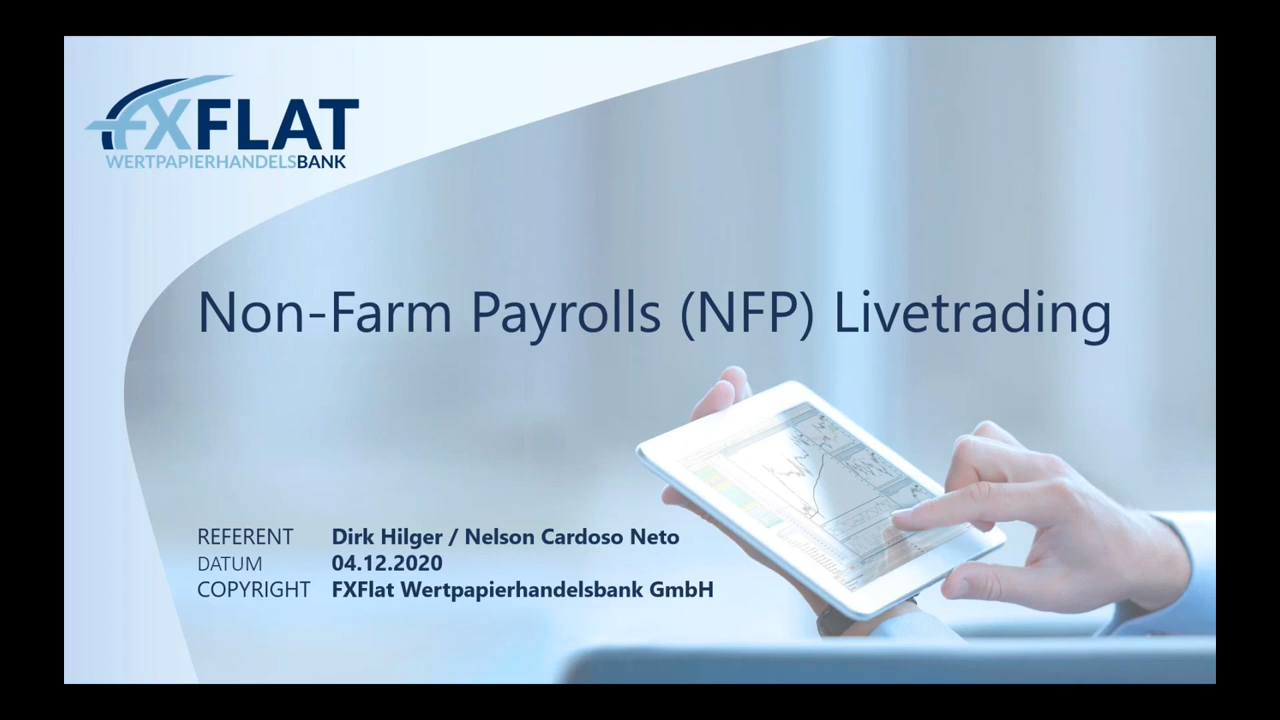 FXFLAT
WERTPAPIERHANDELSBANK
Non-Farm Payrolls (NFP) Livetrading
REFERENT Dirk Hilger / Nelson Cardoso Neto
DATUM 04.12.2020
COPYRIGHT FXFlat Wertpapierhandelsbank GmbH